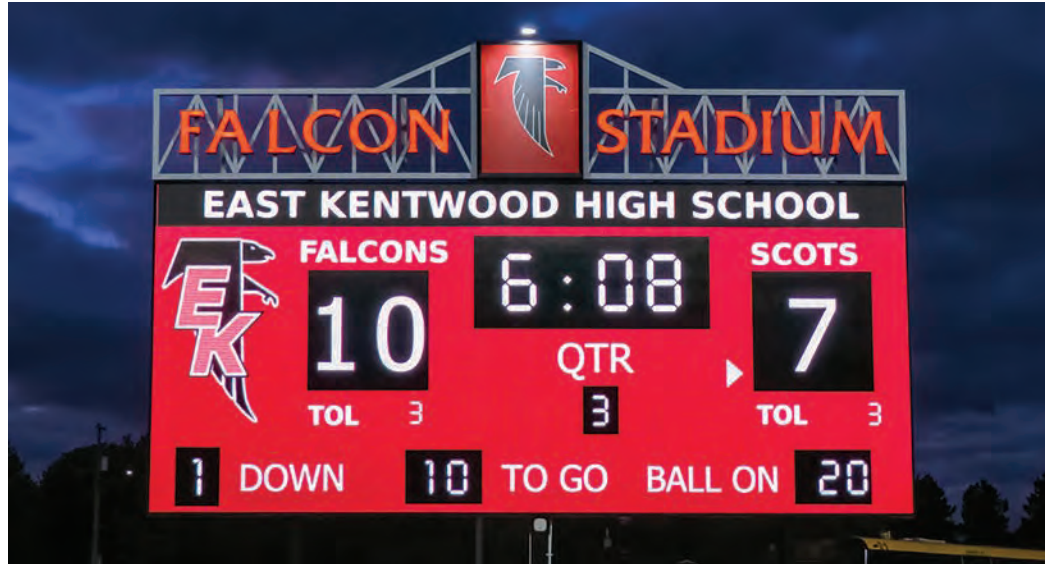 FALCON STADIUM
EAST KENTWOOD HIGH SCHOOL
FALCONS 6:08 SCOTS
EK 10 QTR 7
TOL 3 3 TOL 3
1 DOWN 10 TO GO BALL ON 20